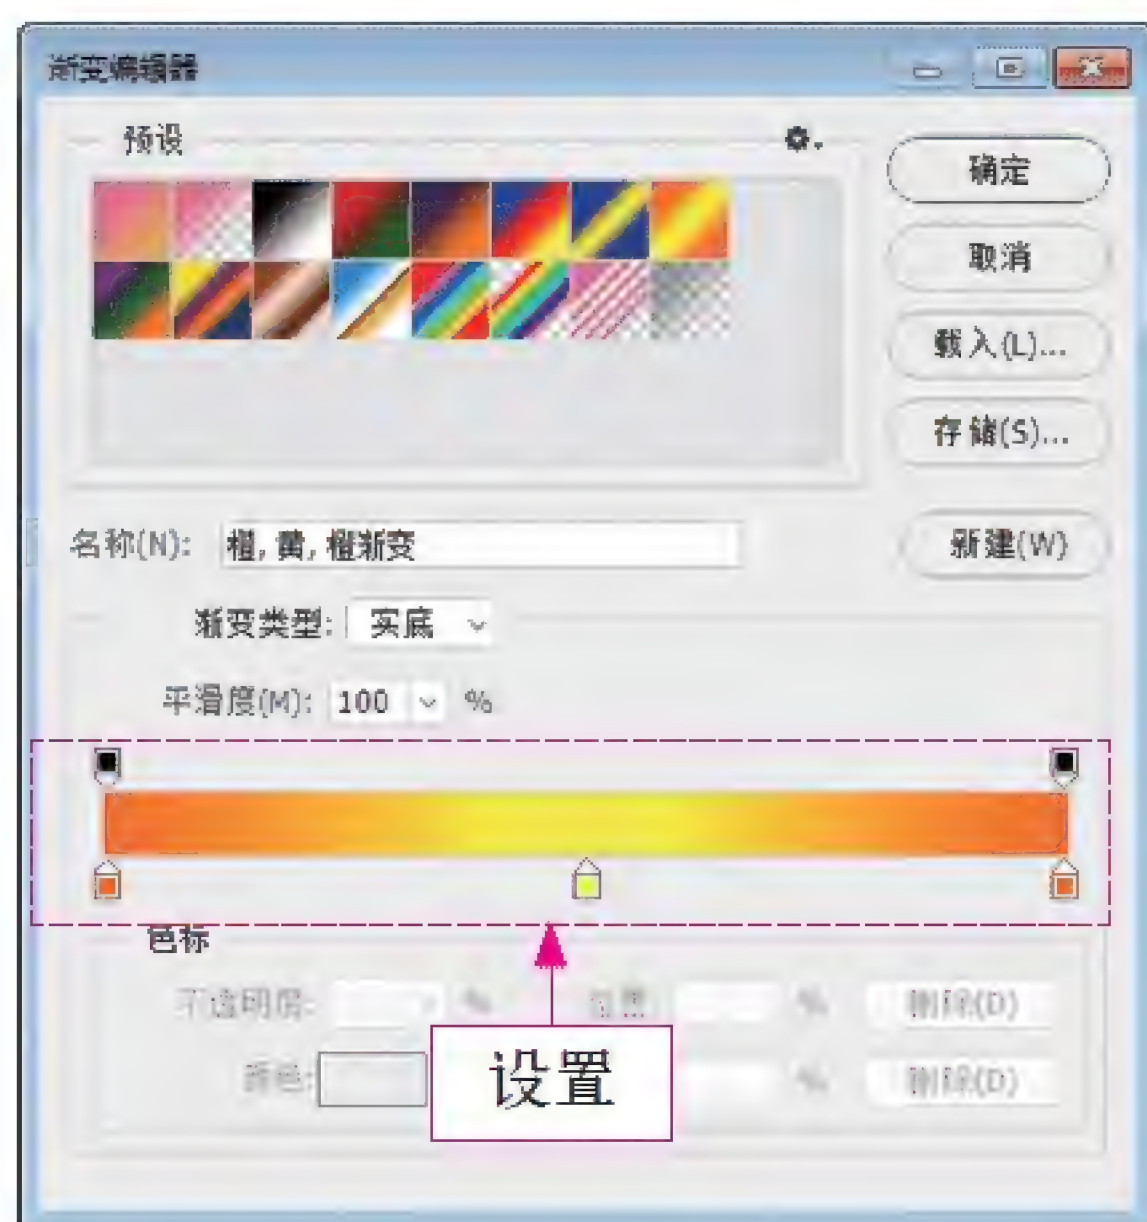 渐变编辑器
预设
确定
取消
载入(L)...
存储(S)...
名称(N): 橙, 黄, 橙渐变
新建(W)
渐变类型: 实底
平滑度(M): 100 %
色标
不透明度: % 位置: % 删除(D)
颜色: % 删除(D)
设置